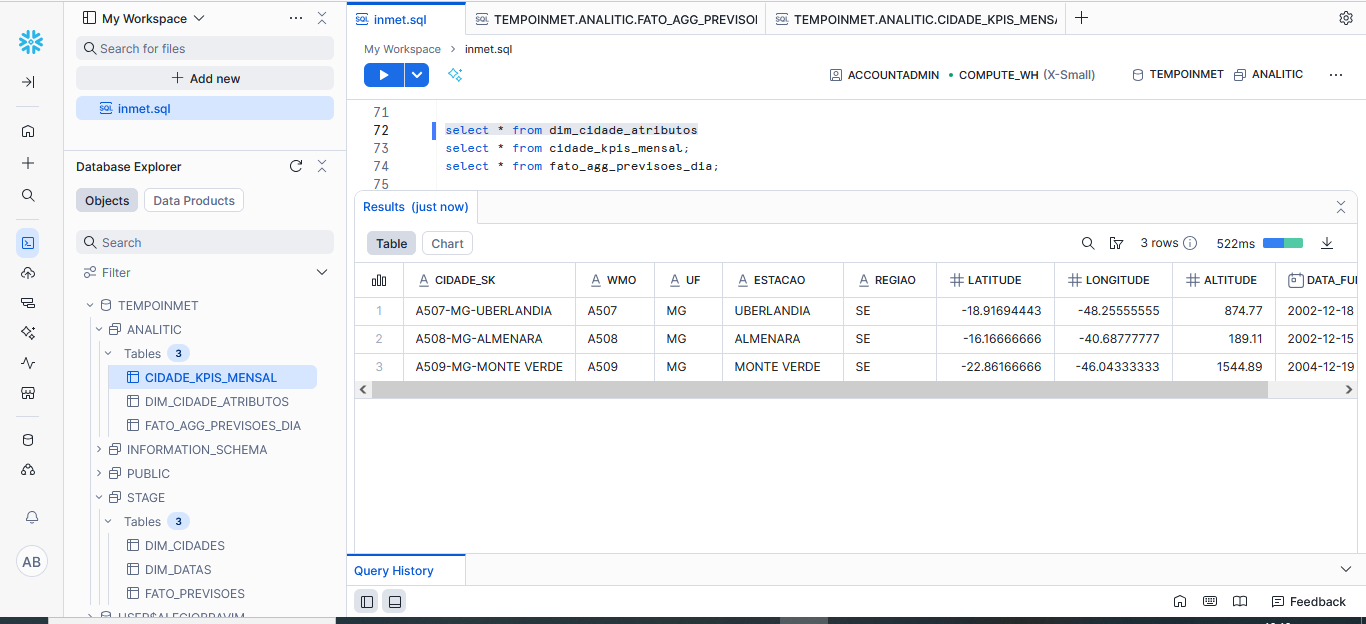 My Workspace
Search for files
Add new
SQL inmet.sql
Database Explorer
Objects Data Products
Search
Filter
TEMPOINMET
ANALITIC
Tables 3
CIDADE_KPIS_MENSAL
DIM_CIDADE_ATRIBUTOS
FATO_AGG_PREVISOES_DIA
INFORMATION_SCHEMA
PUBLIC
STAGE
Tables 3
DIM_CIDADES
DIM_DATAS
FATO_PREVISOES
AB
SQL inmet.sql SQL TEMPOINMET.ANALITIC.FATO_AGG_PREVISOI SQL TEMPOINMET.ANALITIC.CIDADE_KPIS_MENSA
My Workspace > inmet.sql
ACCOUNTADMIN • COMPUTE_WH (X-Small) TEMPOINMET ANALITIC
71
72 select * from dim_cidade_atributos
73 select * from cidade_kpis_mensal;
74 select * from fato_agg_previsoes_dia;
75
Results (just now)
Table Chart 3 rows 522ms
A CIDADE_SK A WMO A UF A ESTACAO A REGIAO # LATITUDE # LONGITUDE # ALTITUDE DATA_FUI
1 A507-MG-UBERLANDIA A507 MG UBERLANDIA SE -18.91694443 -48.25555555 874.77 2002-12-18
2 A508-MG-ALMENARA A508 MG ALMENARA SE -16.16666666 -40.68777777 189.11 2002-12-15
3 A509-MG-MONTE VERDE A509 MG MONTE VERDE SE -22.86166666 -46.04333333 1544.89 2004-12-19
Query History
Feedback